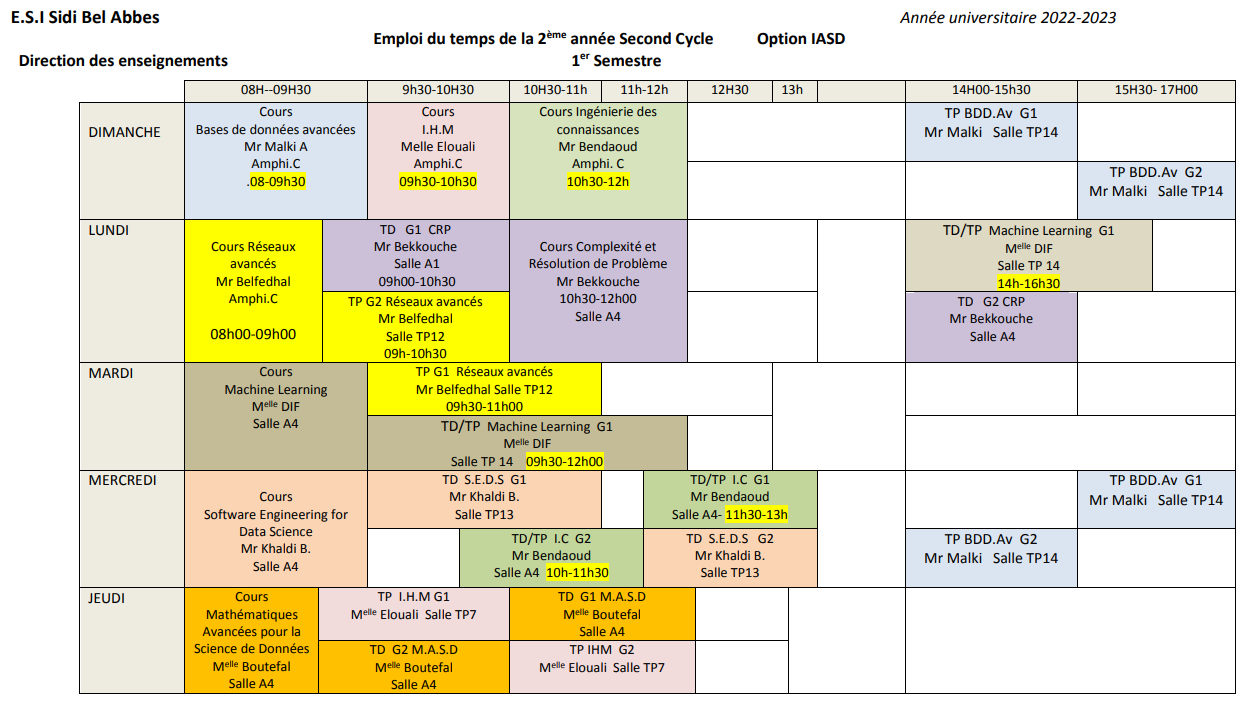 E.S.I Sidi Bel Abbes
Année universitaire 2022-2023
Emploi du temps de la 2ème année Second Cycle Option IASD
Direction des enseignements
1er Semestre
08H--09H30 9h30-10H30 10H30-11h 11h-12h 12H30 13h 14H00-15h30 15H30- 17H00
DIMANCHE
Cours
Bases de données avancées
Mr Malki A
Amphi.C
.08-09h30
Cours
I.H.M
Melle Elouali
Amphi.C
09h30-10h30
Cours Ingénierie des
connaissances
Mr Bendaoud
Amphi. C
10h30-12h
TP BDD.Av G1
Mr Malki Salle TP14
TP BDD.Av G2
Mr Malki Salle TP14
LUNDI
Cours Réseaux
avancés
Mr Belfedhal
Amphi.C
08h00-09h00
TD G1 CRP
Mr Bekkouche
Salle A1
09h00-10h30
TP G2 Réseaux avancés
Mr Belfedhal
Salle TP12
09h-10h30
Cours Complexité et
Résolution de Problème
Mr Bekkouche
10h30-12h00
Salle A4
TD/TP Machine Learning G1
Melle DIF
Salle TP 14
14h-16h30
TD G2 CRP
Mr Bekkouche
Salle A4
MARDI
Cours
Machine Learning
Melle DIF
Salle A4
TP G1 Réseaux avancés
Mr Belfedhal Salle TP12
09h30-11h00
TD/TP Machine Learning G1
Melle DIF
Salle TP 14 09h30-12h00
MERCREDI
Cours
Software Engineering for
Data Science
Mr Khaldi B.
Salle A4
TD S.E.D.S G1
Mr Khaldi B.
Salle TP13
TD/TP I.C G2
Mr Bendaoud
Salle A4 10h-11h30
TD/TP I.C G1
Mr Bendaoud
Salle A4- 11h30-13h
TD S.E.D.S G2
Mr Khaldi B.
Salle TP13
TP BDD.Av G1
Mr Malki Salle TP14
TP BDD.Av G2
Mr Malki Salle TP14
JEUDI
Cours
Mathématiques
Avancées pour la
Science de Données
Melle Boutefal
Salle A4
TP I.H.M G1
Melle Elouali Salle TP7
TD G2 M.A.S.D
Melle Boutefal
Salle A4
TD G1 M.A.S.D
Melle Boutefal
Salle A4
TP IHM G2
Melle Elouali Salle TP7